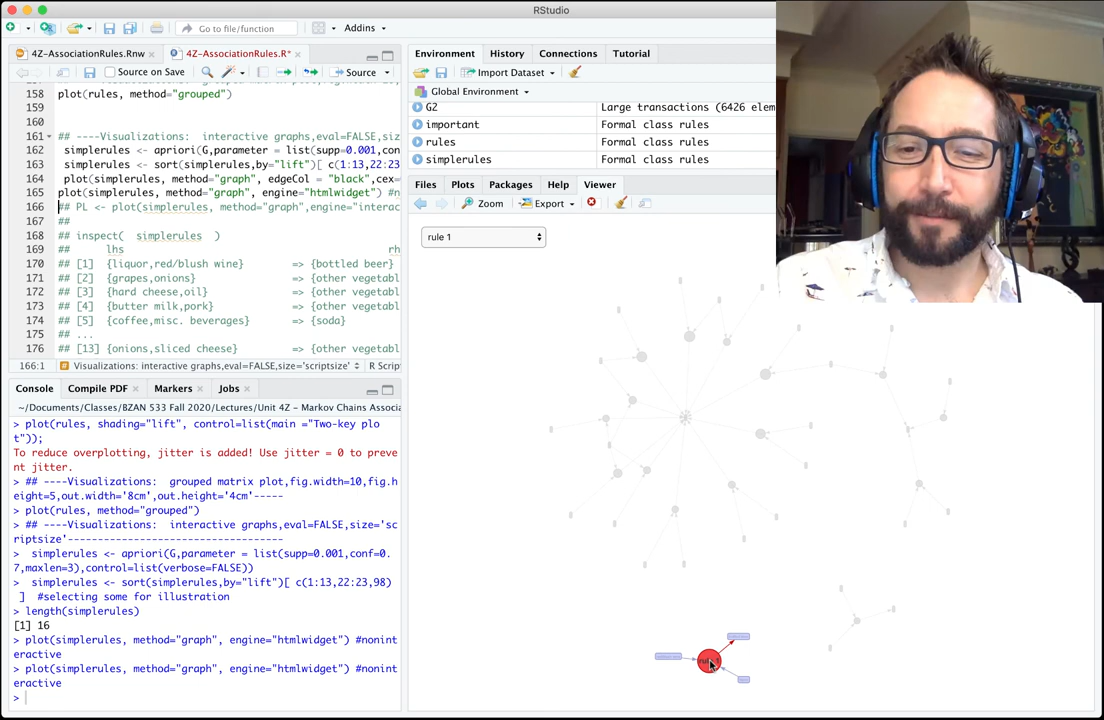 RStudio
Go to file/function
Addins
4Z-AssociationRules.Rnw
4Z-AssociationRules.R*
Source on Save
Source
158 plot(rules, method="grouped")
159
160
161 ## ----Visualizations: interactive graphs,eval=FALSE,siz
162 simplerules <- apriori(G,parameter = list(supp=0.001,con
163 simplerules <- sort(simplerules,by="lift")[ c(1:13,22:23
164 plot(simplerules, method="graph", edgeCol = "black",cex=
165 plot(simplerules, method="graph", engine="htmlwidget") #n
166 ## PL <- plot(simplerules, method="graph",engine="interac
167 ##
168 ## inspect( simplerules )
169 ## lhs rh
170 ## [1] {liquor,red/blush wine} => {bottled beer}
171 ## [2] {grapes,onions} => {other vegetabl
172 ## [3] {hard cheese,oil} => {other vegetabl
173 ## [4] {butter milk,pork} => {other vegetabl
174 ## [5] {coffee,misc. beverages} => {soda}
175 ## ...
176 ## [13] {onions,sliced cheese} => {other vegetabl
166:1 Visualizations: interactive graphs,eval=FALSE,size='scriptsize' R Scrip
Console
Compile PDF
Markers
Jobs
~/Documents/Classes/BZAN 533 Fall 2020/Lectures/Unit 4Z - Markov Chains Associa
> plot(rules, shading="lift", control=list(main ="Two-key plo
t"));
To reduce overplotting, jitter is added! Use jitter = 0 to preve
nt jitter.
> ## ----Visualizations: grouped matrix plot,fig.width=10,fig.h
eight=5,out.width='8cm',out.height='4cm'-----
> plot(rules, method="grouped")
> ## ----Visualizations: interactive graphs,eval=FALSE,size='sc
riptsize'-----------------------------------
> simplerules <- apriori(G,parameter = list(supp=0.001,conf=0.
7,maxlen=3),control=list(verbose=FALSE))
> simplerules <- sort(simplerules,by="lift")[ c(1:13,22:23,98)
] #selecting some for illustration
> length(simplerules)
[1] 16
> plot(simplerules, method="graph", engine="htmlwidget") #nonint
eractive
> plot(simplerules, method="graph", engine="htmlwidget") #nonint
eractive
>
Environment
History
Connections
Tutorial
Import Dataset
Global Environment
G2 Large transactions (6426 elem
important Formal class rules
rules Formal class rules
simplerules Formal class rules
Files
Plots
Packages
Help
Viewer
Zoom
Export
rule 1